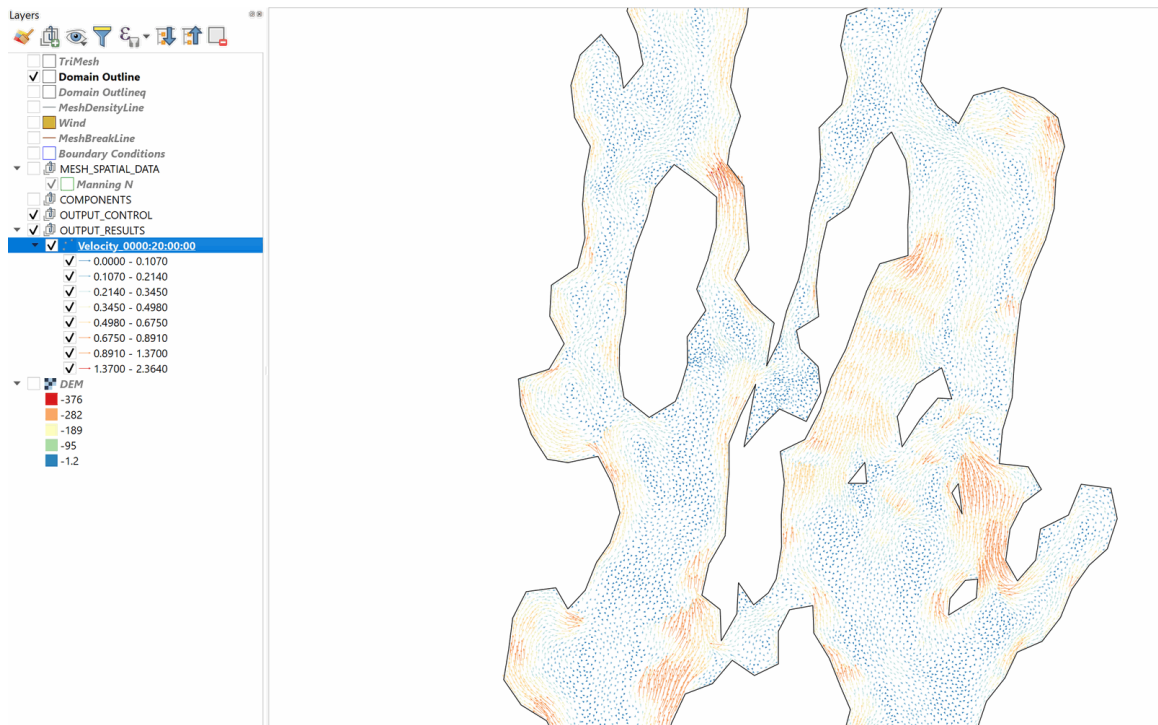 Layers
TriMesh
Domain Outline
Domain Outlineq
MeshDensityLine
Wind
MeshBreakLine
Boundary Conditions
MESH_SPATIAL_DATA
Manning N
COMPONENTS
OUTPUT_CONTROL
OUTPUT_RESULTS
Velocity_0000:20:00:00
0.0000 - 0.1070
0.1070 - 0.2140
0.2140 - 0.3450
0.3450 - 0.4980
0.4980 - 0.6750
0.6750 - 0.8910
0.8910 - 1.3700
1.3700 - 2.3640
DEM
-376
-282
-189
-95
-1.2